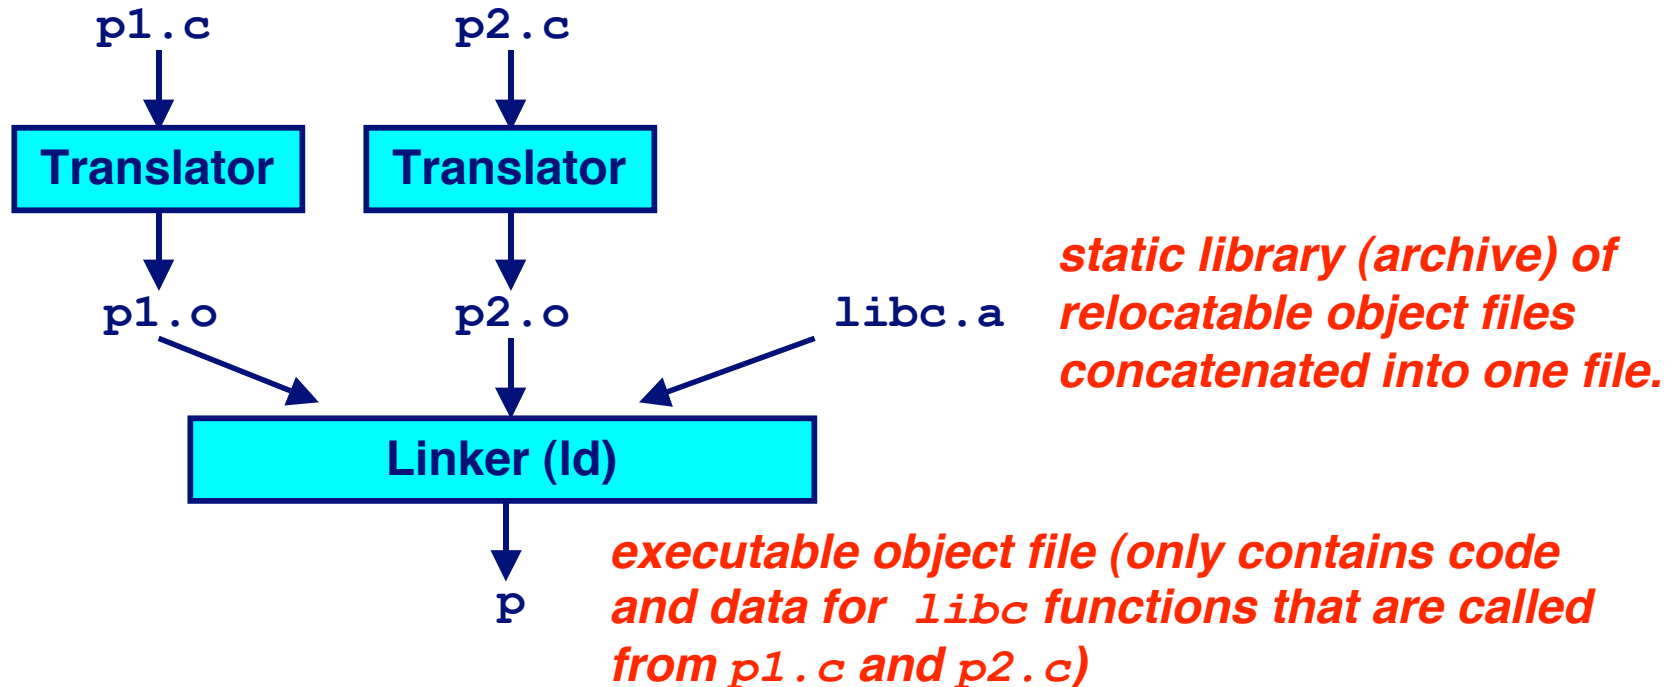 p1.c
p2.c
Translator
Translator
p1.o
p2.o
libc.a
static library (archive) of
relocatable object files
concatenated into one file.
Linker (ld)
p
executable object file (only contains code
and data for libc functions that are called
from p1.c and p2.c)